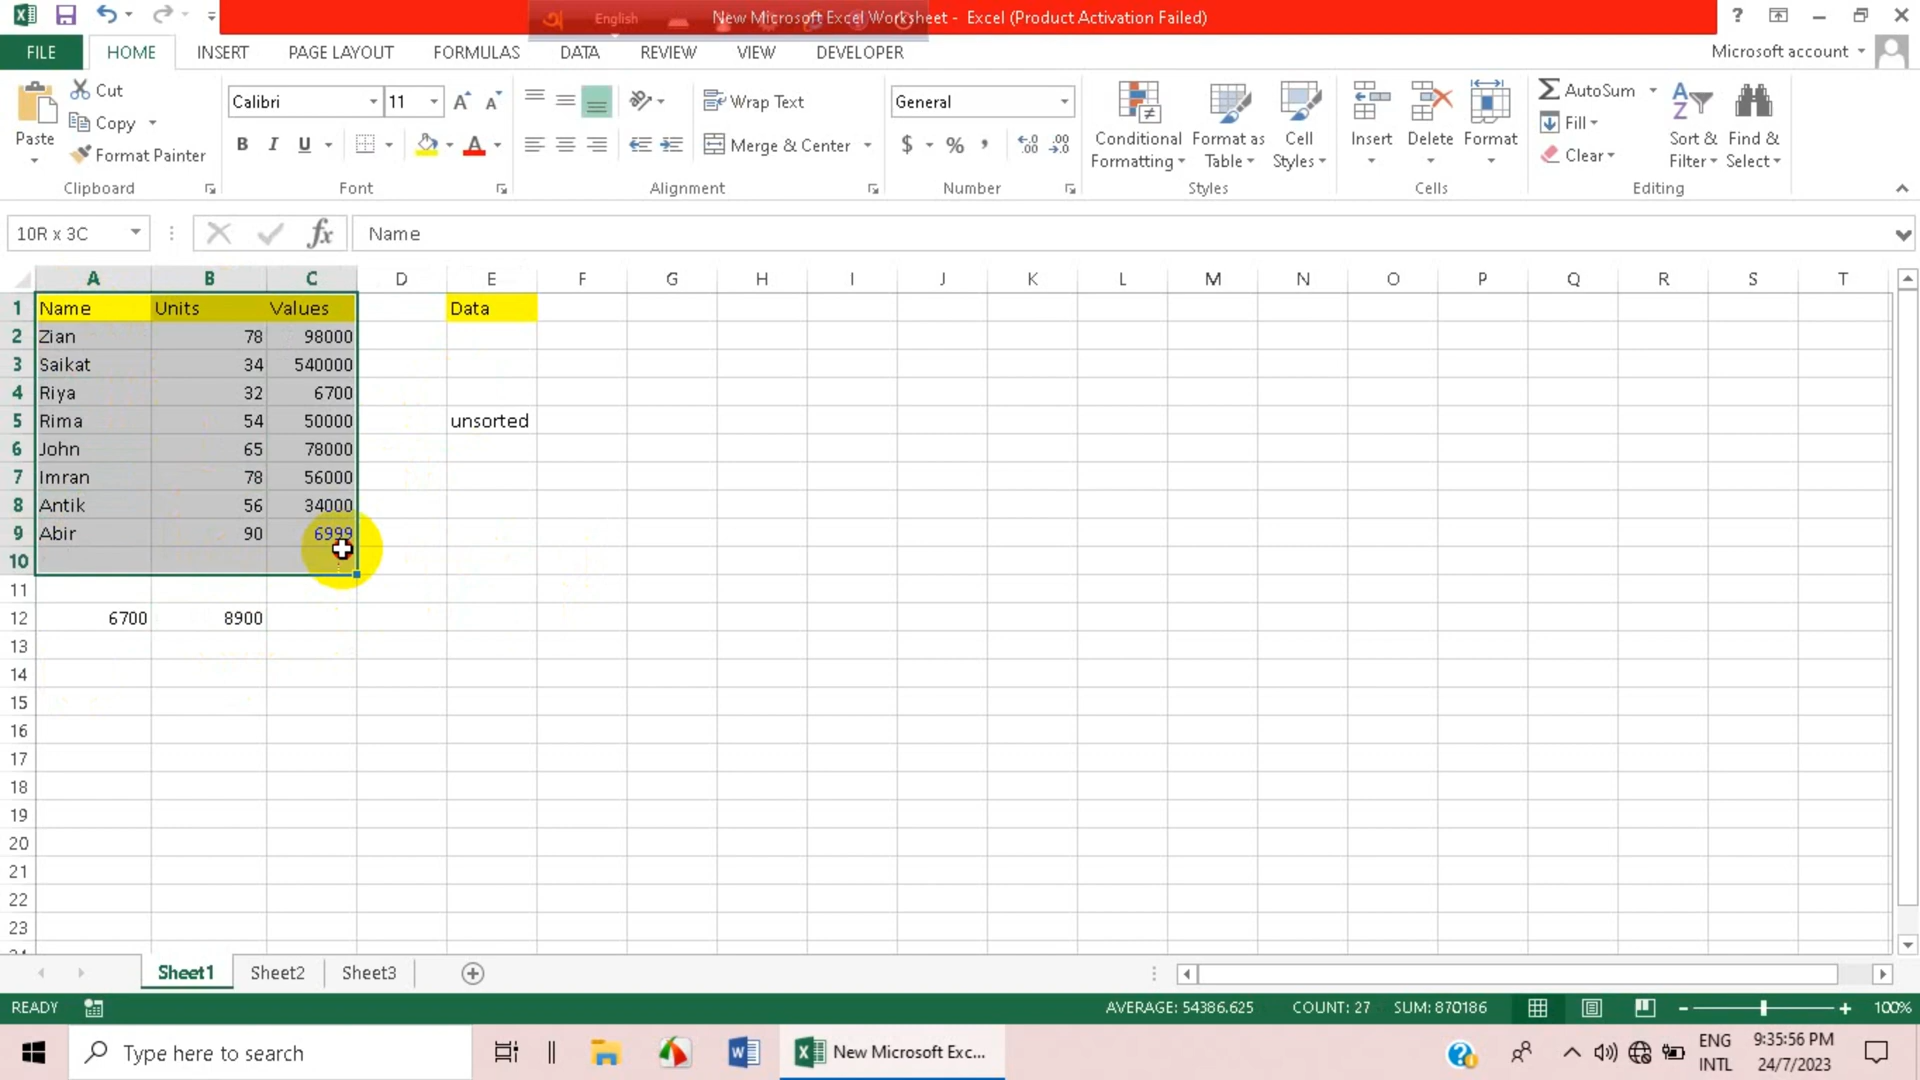 English
New Microsoft Excel Worksheet - Excel (Product Activation Failed)
?
FILE HOME INSERT PAGE LAYOUT FORMULAS DATA REVIEW VIEW DEVELOPER Microsoft account
Paste
Cut
Copy
Format Painter
Clipboard
Calibri 11
B I U
Font
Wrap Text
Merge & Center
Alignment
General
$ % ,
Number
Conditional Formatting
Format as Table
Cell Styles
Styles
Insert
Delete
Format
Cells
AutoSum
Fill
Clear
Sort & Filter
Find & Select
Editing
10R x 3C fx Name
A B C D E F G H I J K L M N O P Q R S T
1 Name Units Values Data
2 Zian 78 98000
3 Saikat 34 540000
4 Riya 32 6700
5 Rima 54 50000 unsorted
6 John 65 78000
7 Imran 78 56000
8 Antik 56 34000
9 Abir 90 6999
10
11
12 6700 8900
13
14
15
16
17
18
19
20
21
22
23
Sheet1 Sheet2 Sheet3
READY AVERAGE: 54386.625 COUNT: 27 SUM: 870186 100%
Type here to search New Microsoft Exc... ENG 9:35:56 PM
INTL 24/7/2023